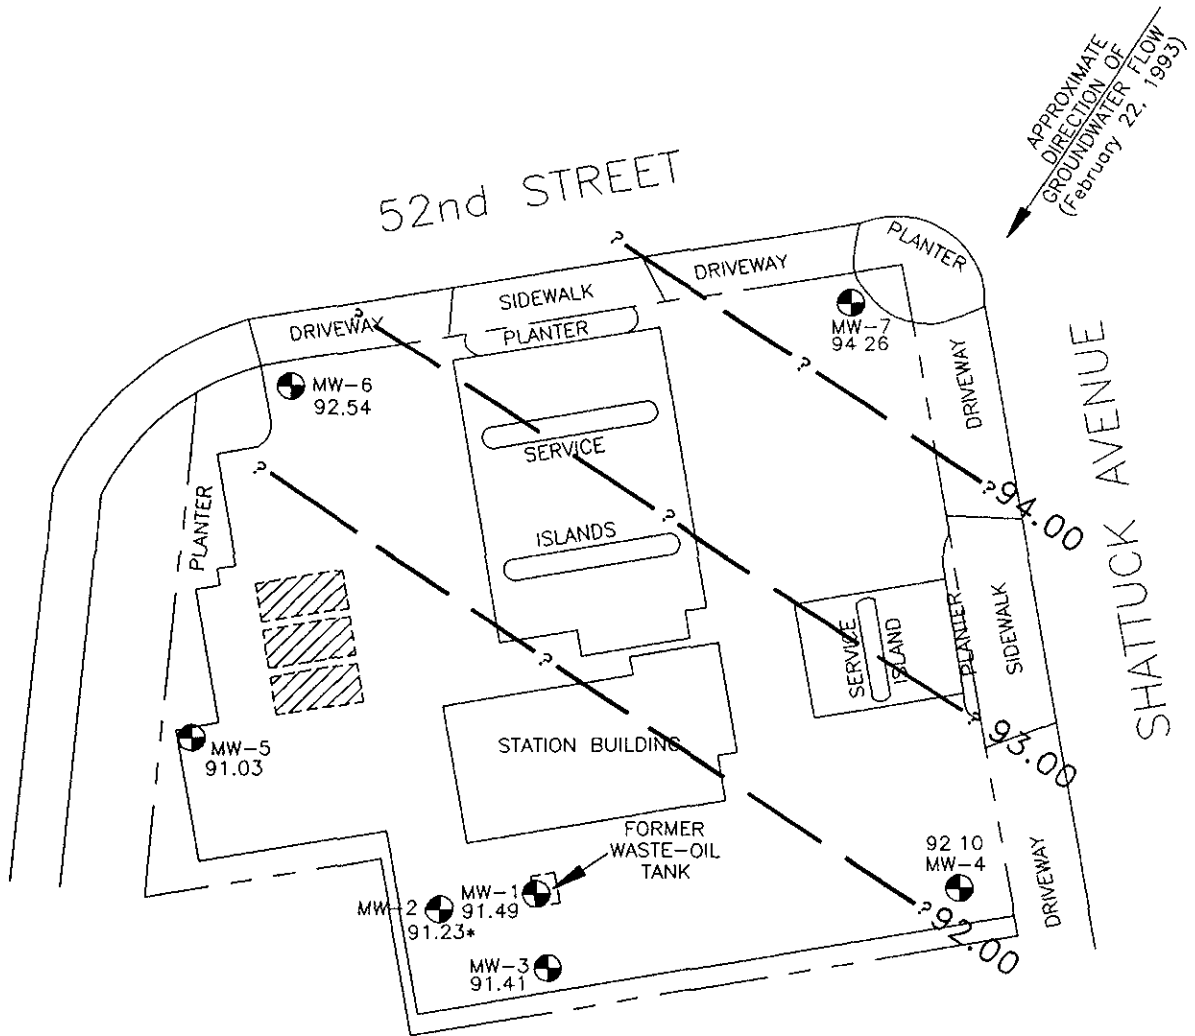 APPROXIMATE
DIRECTION OF
GROUNDWATER FLOW
(February 22, 1993)
52nd STREET
PLANTER
DRIVEWAY
SIDEWALK
DRIVEWAY
PLANTER
?
?
MW-7
94 26
MW-6
92.54
?
DRIVEWAY
SHATTUCK AVENUE
SERVICE
?
? 94.00
PLANTER
?
ISLANDS
SERVICE
ISLAND
PLANTER
SIDEWALK
?
MW-5
91.03
STATION BUILDING
? 93.00
FORMER
WASTE-OIL
TANK
92 10
MW-4
DRIVEWAY
MW-1
91.49
MW-2
91.23*
? 92.00
MW-3
91.41